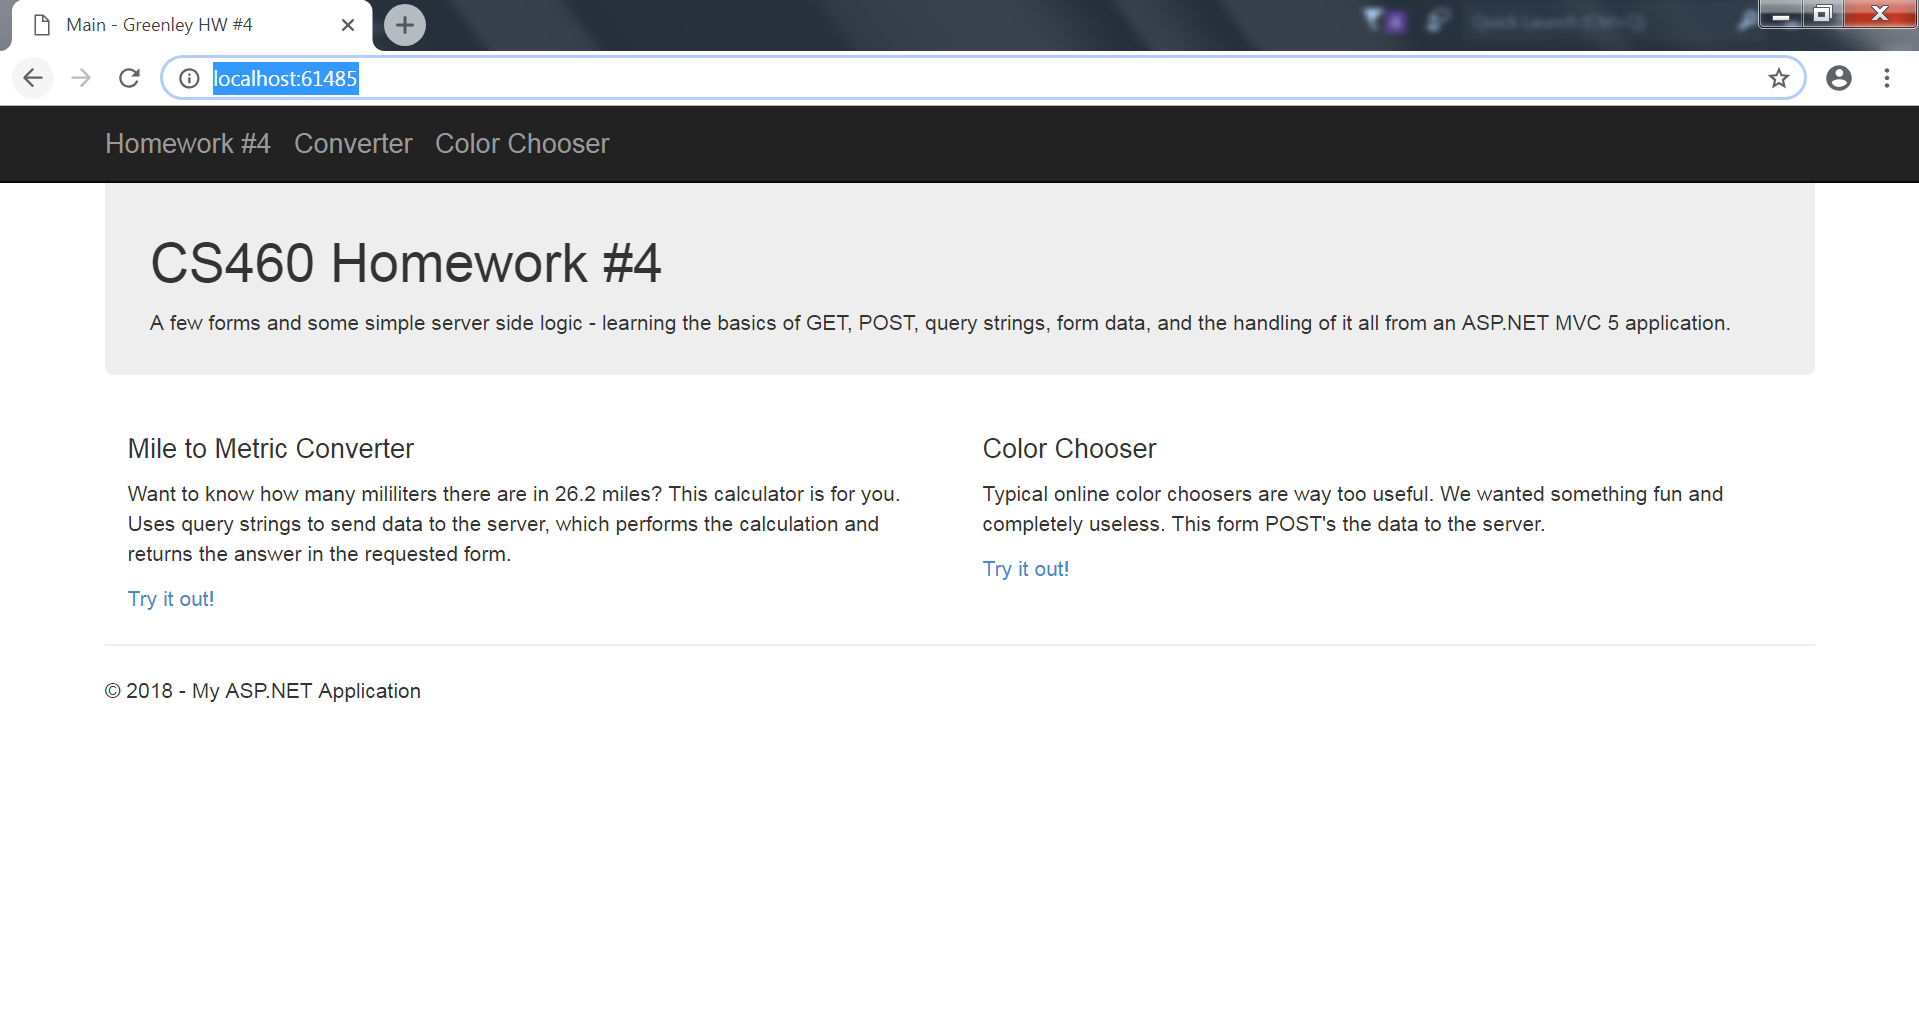 Main - Greenley HW #4
Quick Launch (Ctrl+Q)
localhost:61485
Homework #4 Converter Color Chooser
CS460 Homework #4
A few forms and some simple server side logic - learning the basics of GET, POST, query strings, form data, and the handling of it all from an ASP.NET MVC 5 application.
Mile to Metric Converter
Want to know how many mililiters there are in 26.2 miles? This calculator is for you.
Uses query strings to send data to the server, which performs the calculation and
returns the answer in the requested form.
Try it out!
Color Chooser
Typical online color choosers are way too useful. We wanted something fun and
completely useless. This form POST's the data to the server.
Try it out!
© 2018 - My ASP.NET Application